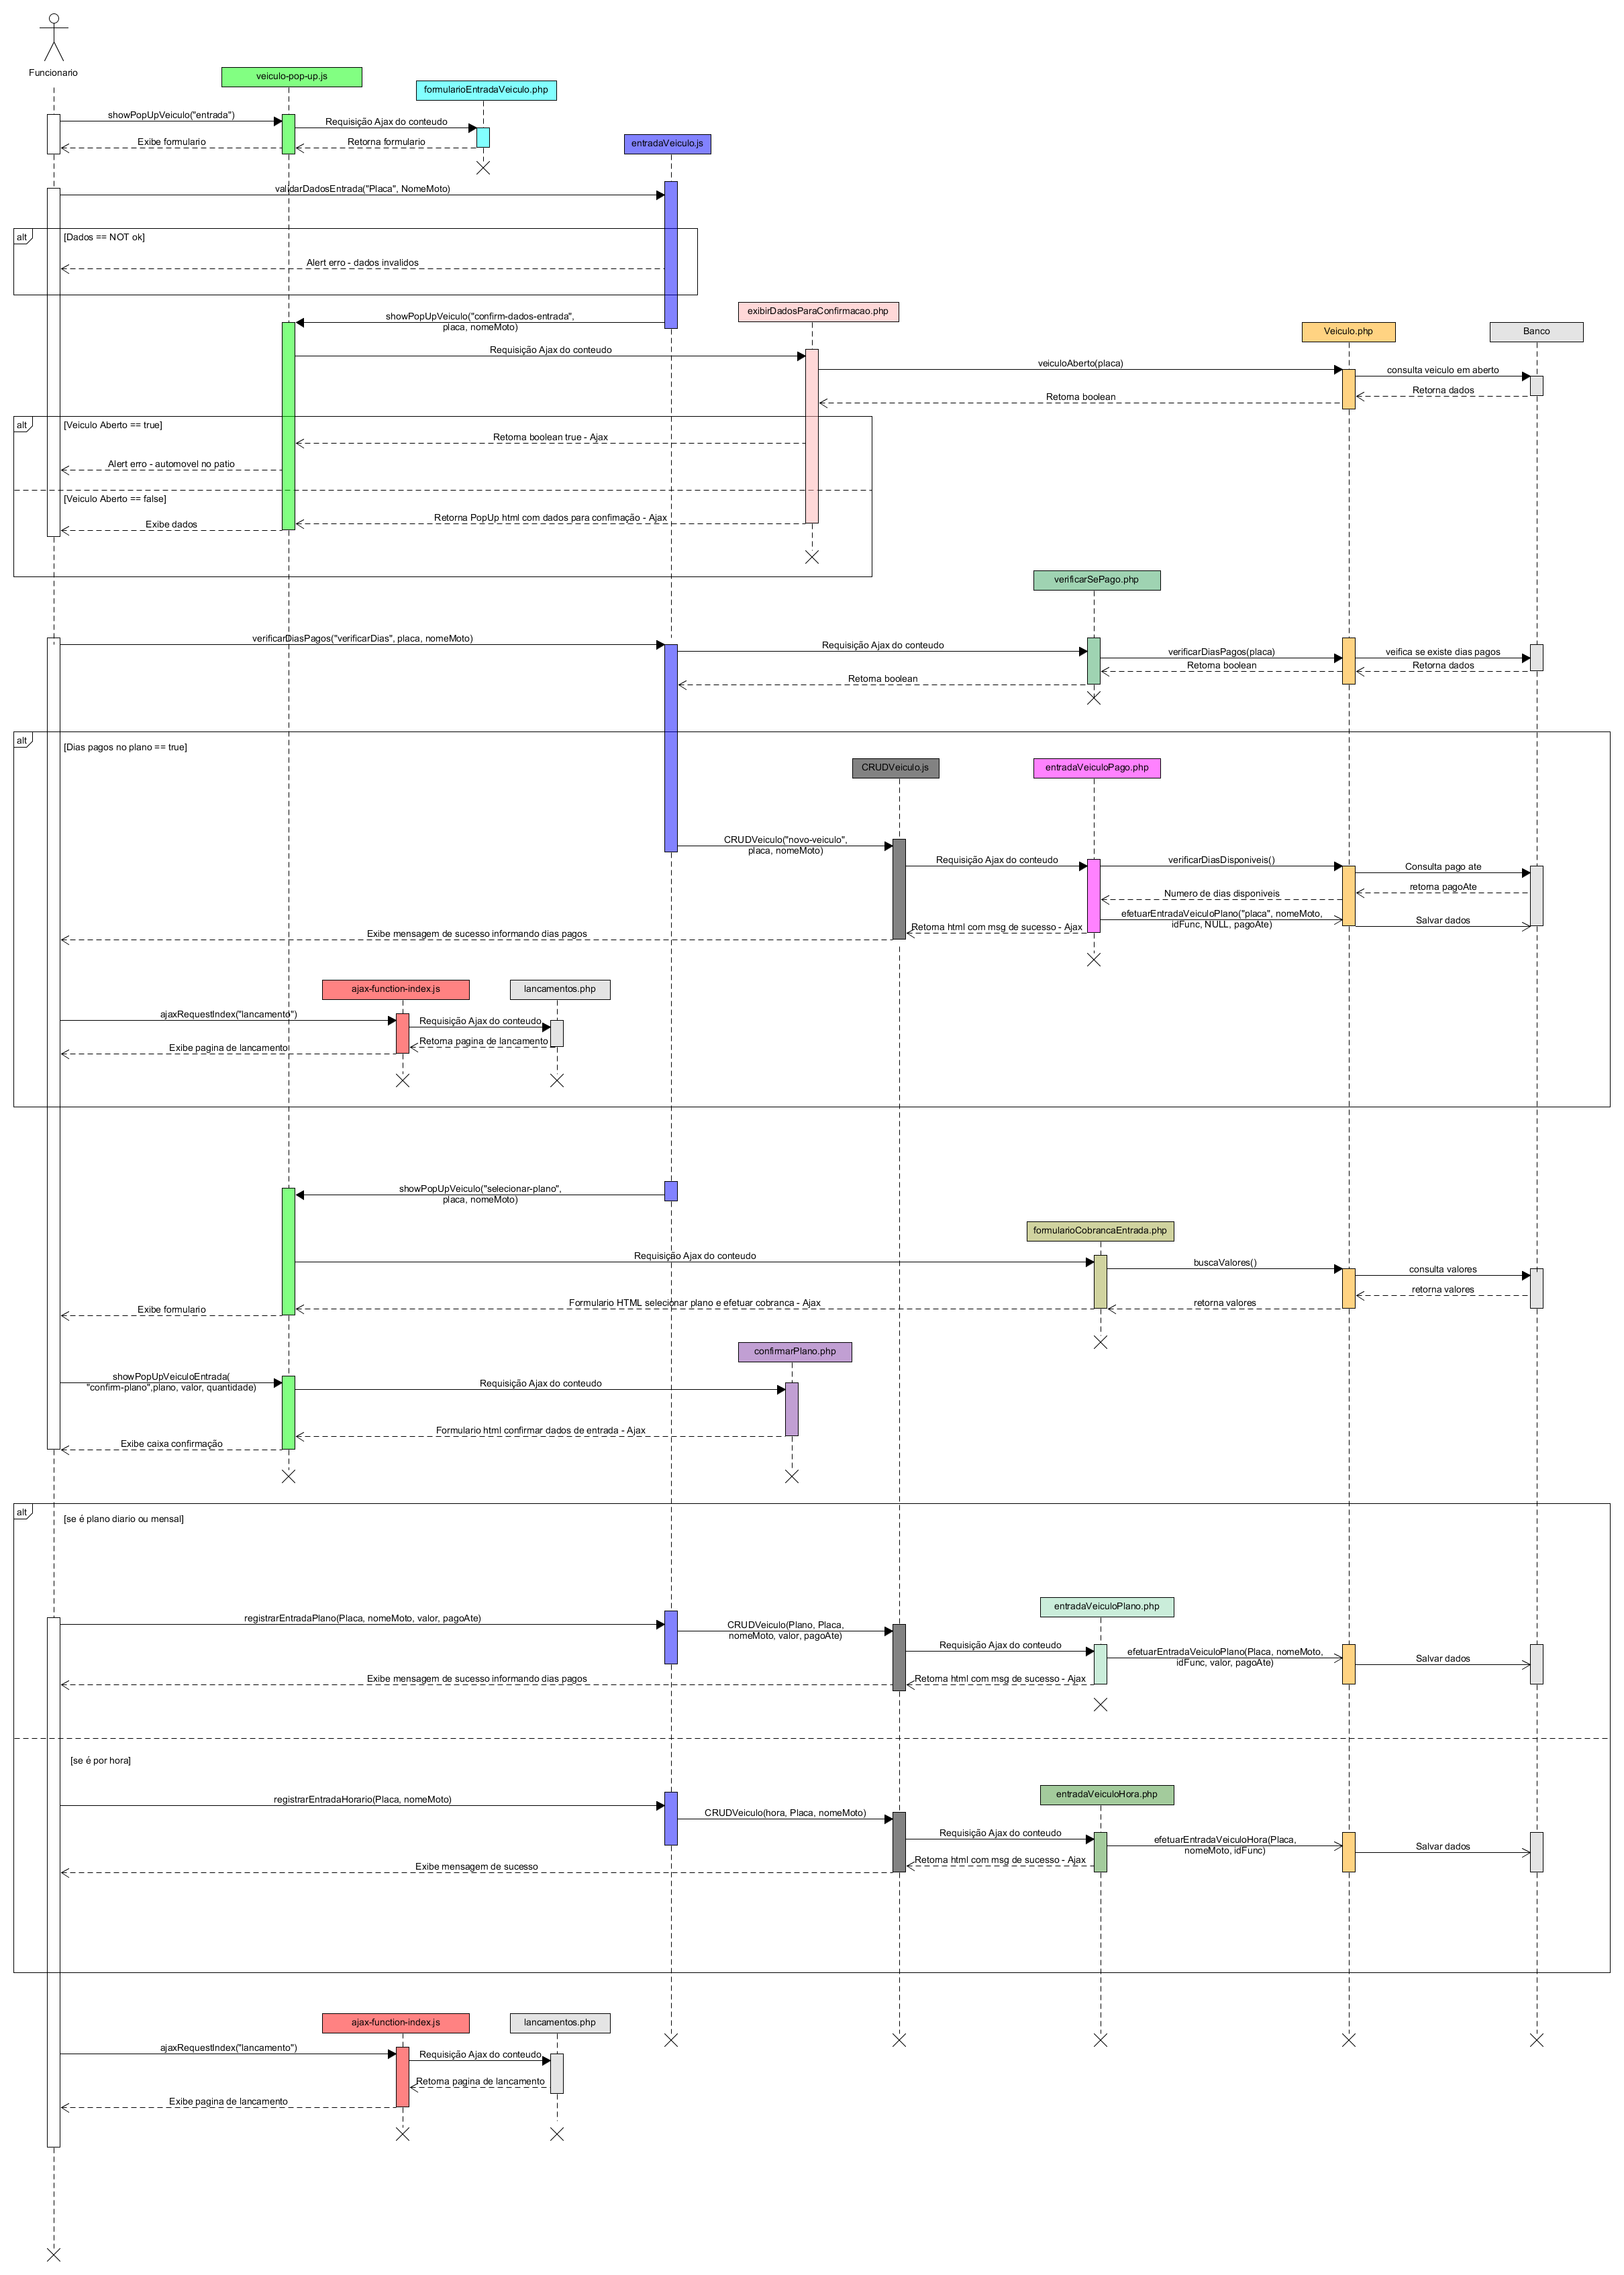 Funcionario
veiculo-pop-up.js
formularioEntradaVeiculo.php
showPopUpVeiculo("entrada")
Requisição Ajax do conteudo
Exibe formulario
Retorna formulario
entradaVeiculo.js
validarDadosEntrada("Placa", NomeMoto)
alt
[Dados == NOT ok]
Alert erro - dados invalidos
exibirDadosParaConfirmacao.php
showPopUpVeiculo("confirm-dados-entrada",
placa, nomeMoto)
Veiculo.php
Banco
Requisição Ajax do conteudo
veiculoAberto(placa)
consulta veiculo em aberto
Retorna dados
Retorna boolean
alt
[Veiculo Aberto == true]
Retorna boolean true - Ajax
Alert erro - automovel no patio
[Veiculo Aberto == false]
Retorna PopUp html com dados para confimação - Ajax
Exibe dados
verificarSePago.php
verificarDiasPagos("verificarDias", placa, nomeMoto)
Requisição Ajax do conteudo
verificarDiasPagos(placa)
veifica se existe dias pagos
Retorna boolean
Retorna dados
Retorna boolean
alt
[Dias pagos no plano == true]
CRUDVeiculo.js
entradaVeiculoPago.php
CRUDVeiculo("novo-veiculo",
placa, nomeMoto)
Requisição Ajax do conteudo
verificarDiasDisponiveis()
Consulta pago ate
retorna pagoAte
Numero de dias disponiveis
efetuarEntradaVeiculoPlano("placa", nomeMoto,
idFunc, NULL, pagoAte)
Salvar dados
Retorna html com msg de sucesso - Ajax
Exibe mensagem de sucesso informando dias pagos
ajax-function-index.js
lancamentos.php
ajaxRequestIndex("lancamento")
Requisição Ajax do conteudo
Retorna pagina de lancamento
Exibe pagina de lancamento
showPopUpVeiculo("selecionar-plano",
placa, nomeMoto)
formularioCobrancaEntrada.php
Requisição Ajax do conteudo
buscaValores()
consulta valores
retorna valores
Formulario HTML selecionar plano e efetuar cobranca - Ajax
retorna valores
Exibe formulario
confirmarPlano.php
showPopUpVeiculoEntrada(
"confirm-plano",plano, valor, quantidade)
Requisição Ajax do conteudo
Formulario html confirmar dados de entrada - Ajax
Exibe caixa confirmação
alt
[se é plano diario ou mensal]
entradaVeiculoPlano.php
registrarEntradaPlano(Placa, nomeMoto, valor, pagoAte)
CRUDVeiculo(Plano, Placa,
nomeMoto, valor, pagoAte)
Requisição Ajax do conteudo
efetuarEntradaVeiculoPlano(Placa, nomeMoto,
idFunc, valor, pagoAte)
Salvar dados
Exibe mensagem de sucesso informando dias pagos
Retorna html com msg de sucesso - Ajax
[se é por hora]
entradaVeiculoHora.php
registrarEntradaHorario(Placa, nomeMoto)
CRUDVeiculo(hora, Placa, nomeMoto)
Requisição Ajax do conteudo
efetuarEntradaVeiculoHora(Placa,
nomeMoto, idFunc)
Salvar dados
Retorna html com msg de sucesso - Ajax
Exibe mensagem de sucesso
ajax-function-index.js
lancamentos.php
ajaxRequestIndex("lancamento")
Requisição Ajax do conteudo
Retorna pagina de lancamento
Exibe pagina de lancamento